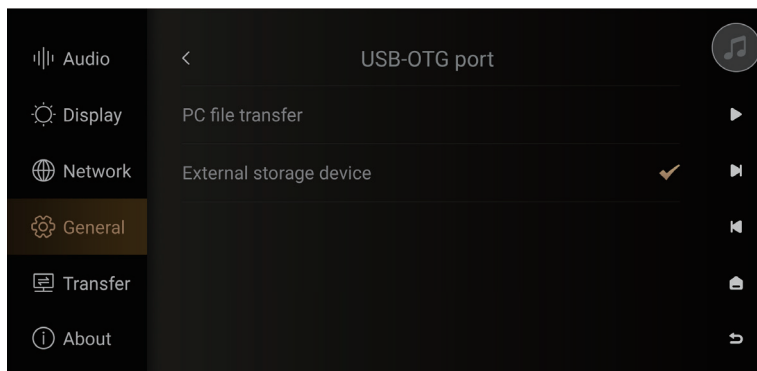 Audio
Display
Network
General
Transfer
About
USB-OTG port
PC file transfer
External storage device